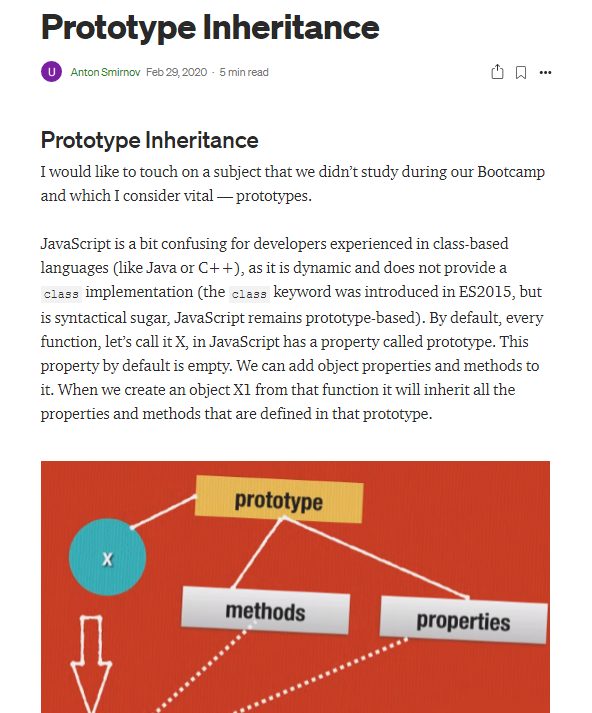 Prototype Inheritance
U Anton Smirnov Feb 29, 2020 · 5 min read
Prototype Inheritance
I would like to touch on a subject that we didn’t study during our Bootcamp
and which I consider vital — prototypes.
JavaScript is a bit confusing for developers experienced in class-based
languages (like Java or C++), as it is dynamic and does not provide a
class implementation (the class keyword was introduced in ES2015, but
is syntactical sugar, JavaScript remains prototype-based). By default, every
function, let’s call it X, in JavaScript has a property called prototype. This
property by default is empty. We can add object properties and methods to
it. When we create an object X1 from that function it will inherit all the
properties and methods that are defined in that prototype.
prototype
X
methods
properties